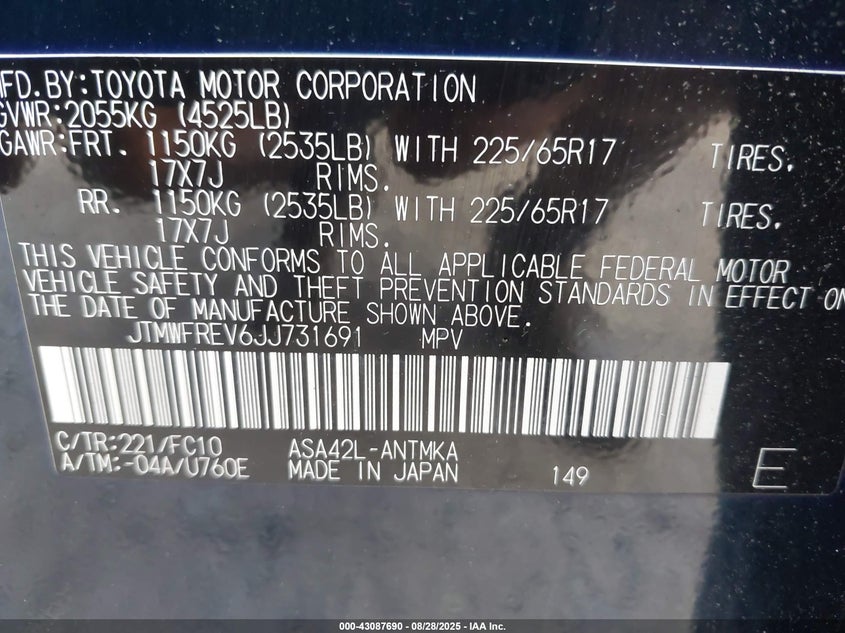 MFD.BY:TOYOTA MOTOR CORPORATION
GVWR:2055KG (4525LB)
GAWR:FRT. 1150KG (2535LB) WITH 225/65R17 TIRES.
17X7J RIMS.
RR. 1150KG (2535LB) WITH 225/65R17 TIRES.
17X7J RIMS.
THIS VEHICLE CONFORMS TO ALL APPLICABLE FEDERAL MOTOR
VEHICLE SAFETY AND THEFT PREVENTION STANDARDS IN EFFECT ON
THE DATE OF MANUFACTURE SHOWN ABOVE.
JTMWFREV6JJ731691 MPV
C/TR:221/FC10 ASA42L-ANTMKA
A/TM:-04A/U760E MADE IN JAPAN 149 E
000-43087690 - 08/28/2025 - IAA Inc.